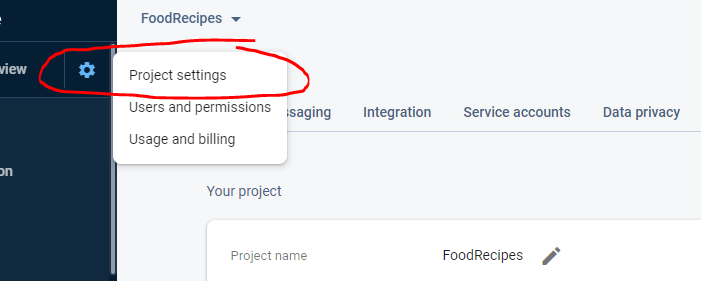 e
FoodRecipes
view
Project settings
Users and permissions
ssaging Integration Service accounts Data privacy
Usage and billing
on
Your project
Project name FoodRecipes